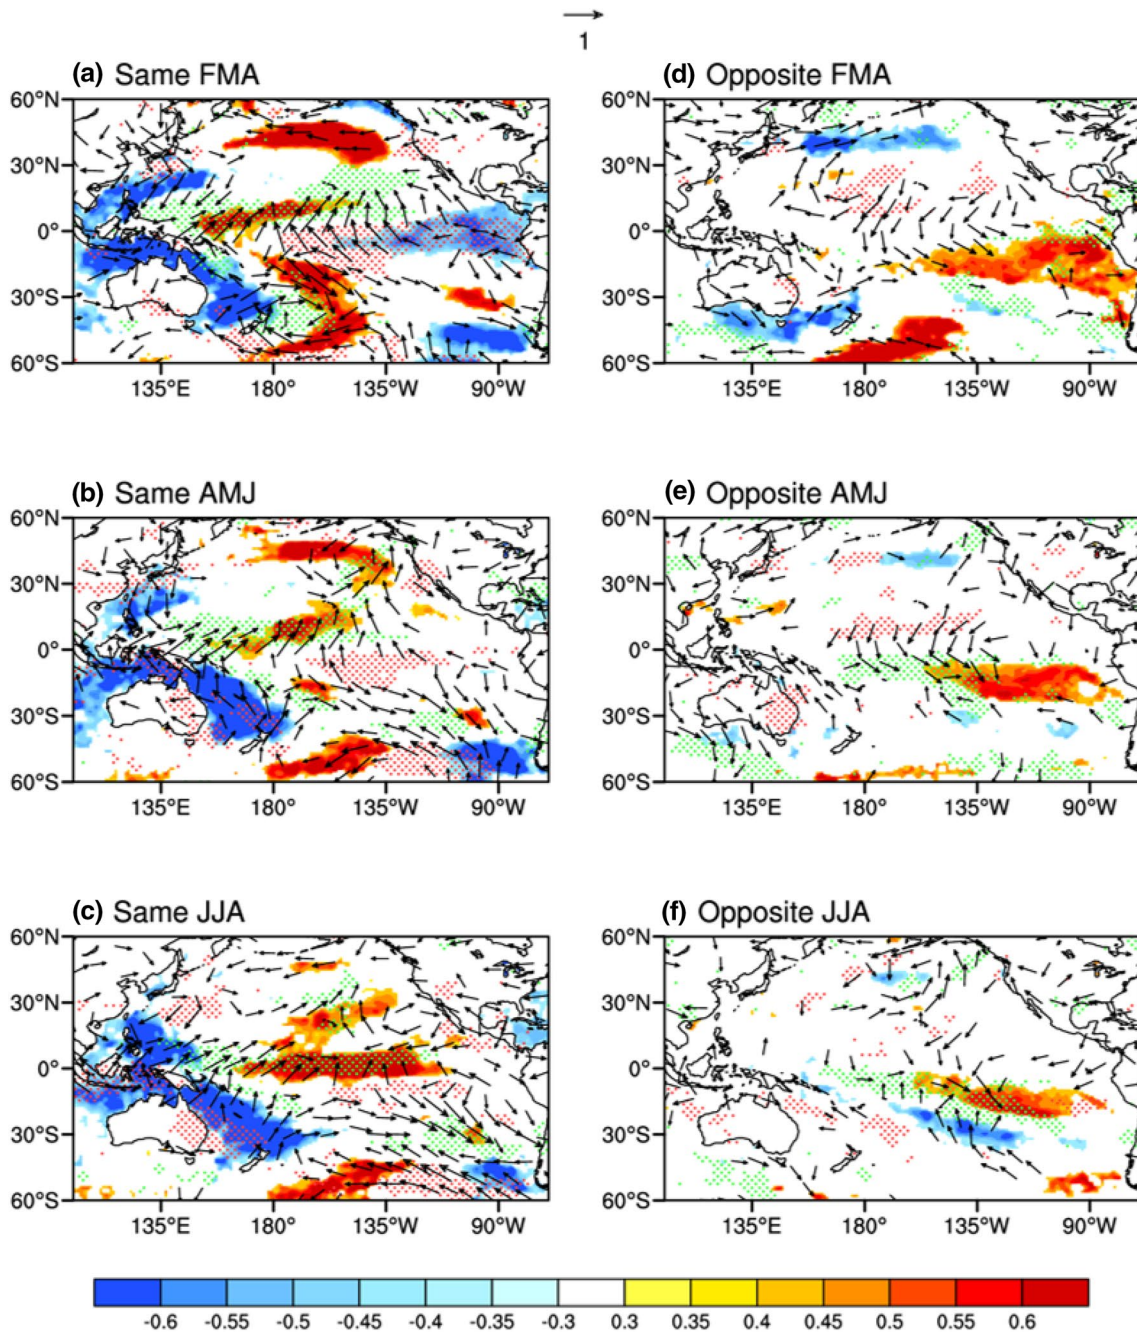 1
(a) Same FMA
60°N
30°N
0°
30°S
60°S
135°E 180° 135°W 90°W
(d) Opposite FMA
60°N
30°N
0°
30°S
60°S
135°E 180° 135°W 90°W
(b) Same AMJ
60°N
30°N
0°
30°S
60°S
135°E 180° 135°W 90°W
(e) Opposite AMJ
60°N
30°N
0°
30°S
60°S
135°E 180° 135°W 90°W
(c) Same JJA
60°N
30°N
0°
30°S
60°S
135°E 180° 135°W 90°W
(f) Opposite JJA
60°N
30°N
0°
30°S
60°S
135°E 180° 135°W 90°W
-0.6 -0.55 -0.5 -0.45 -0.4 -0.35 -0.3 0.3 0.35 0.4 0.45 0.5 0.55 0.6